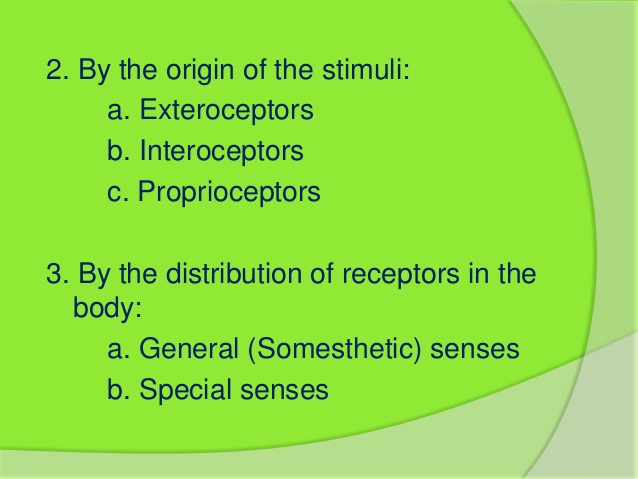 2. By the origin of the stimuli:
a. Exteroceptors
b. Interoceptors
c. Proprioceptors
3. By the distribution of receptors in the
body:
a. General (Somesthetic) senses
b. Special senses